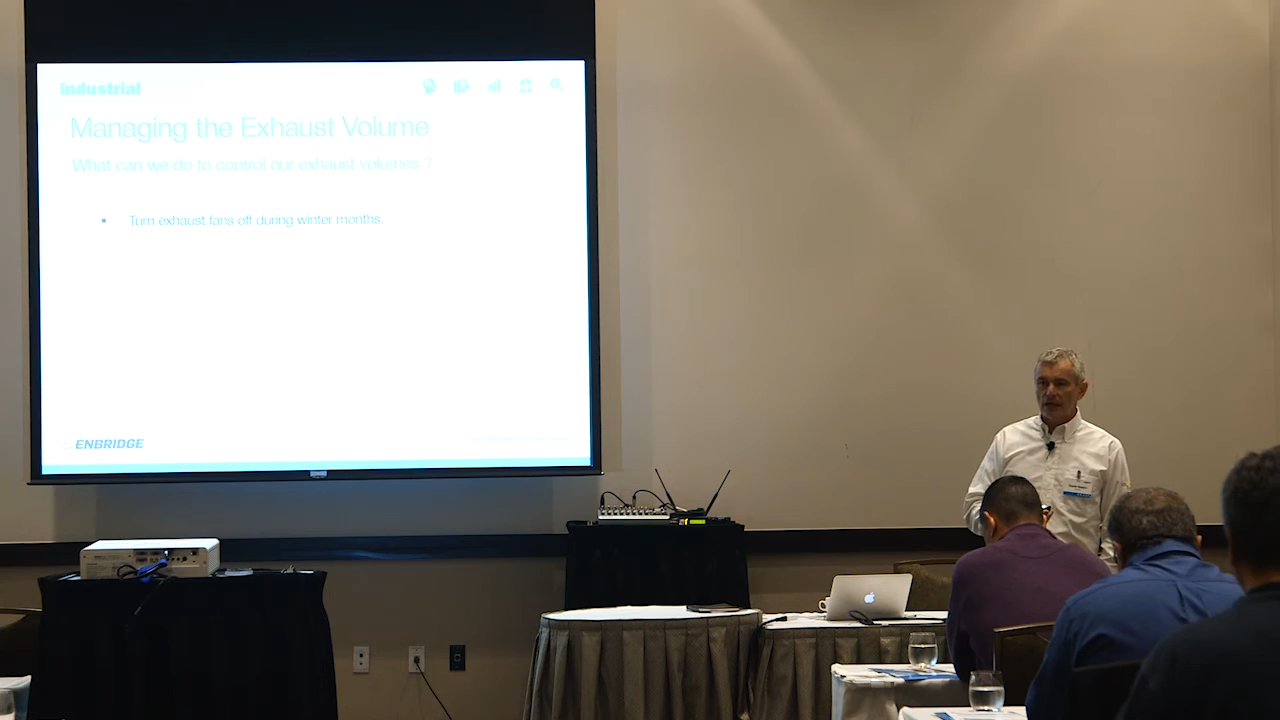 industrial
Managing the Exhaust Volume
What can we do to control our exhaust volumes ?
• Turn exhaust fans off during winter months.
ENBRIDGE